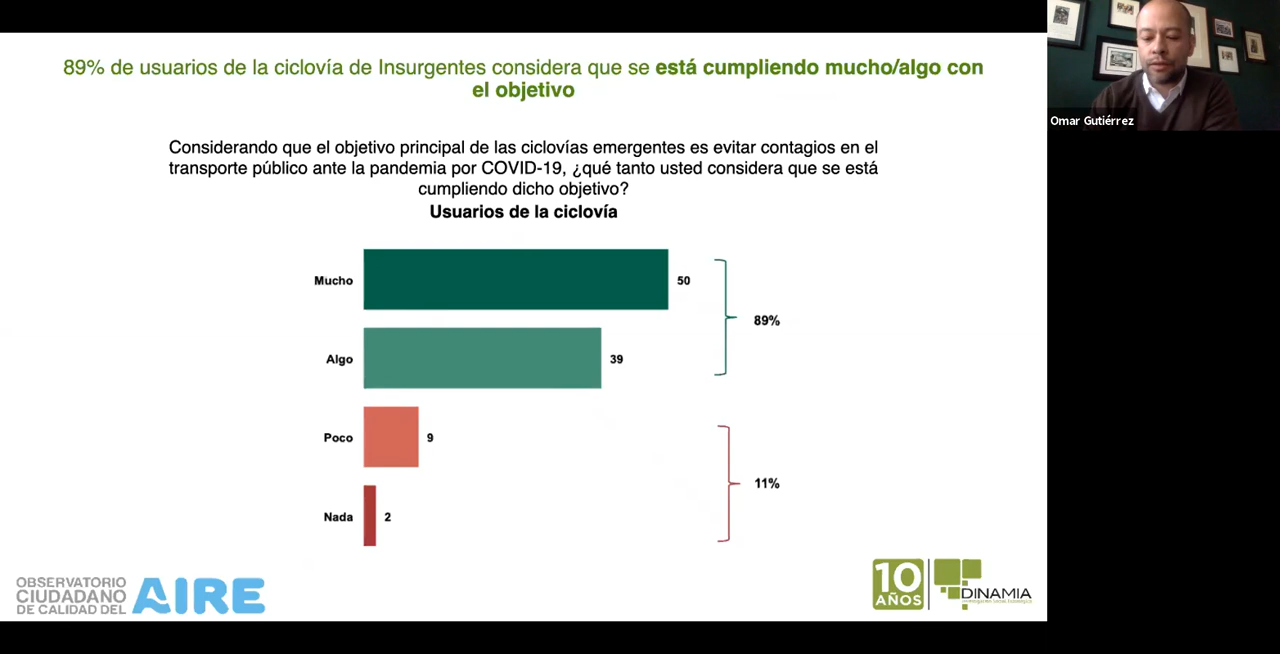 89% de usuarios de la ciclovía de Insurgentes considera que se está cumpliendo mucho/algo con
el objetivo
Considerando que el objetivo principal de las ciclovías emergentes es evitar contagios en el
transporte público ante la pandemia por COVID-19, ¿qué tanto usted considera que se está
cumpliendo dicho objetivo?
Usuarios de la ciclovía
Mucho
50
Algo
39
89%
Poco
9
Nada
2
11%
OBSERVATORIO
CIUDADANO
DE CALIDAD DEL
AIRE
10
AÑOS
DINAMIA
Omar Gutiérrez